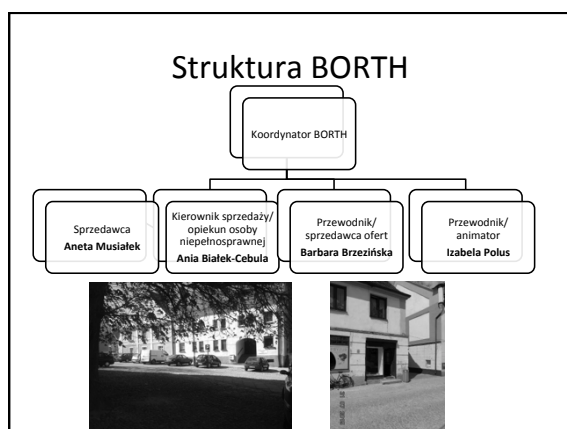 Struktura BORTH
Koordynator BORTH
Sprzedawca
Aneta Musiałek
Kierownik sprzedaży/
opiekun osoby
niepełnosprawnej
Ania Białek-Cebula
Przewodnik/
sprzedawca ofert
Barbara Brzezińska
Przewodnik/
animator
Izabela Polus